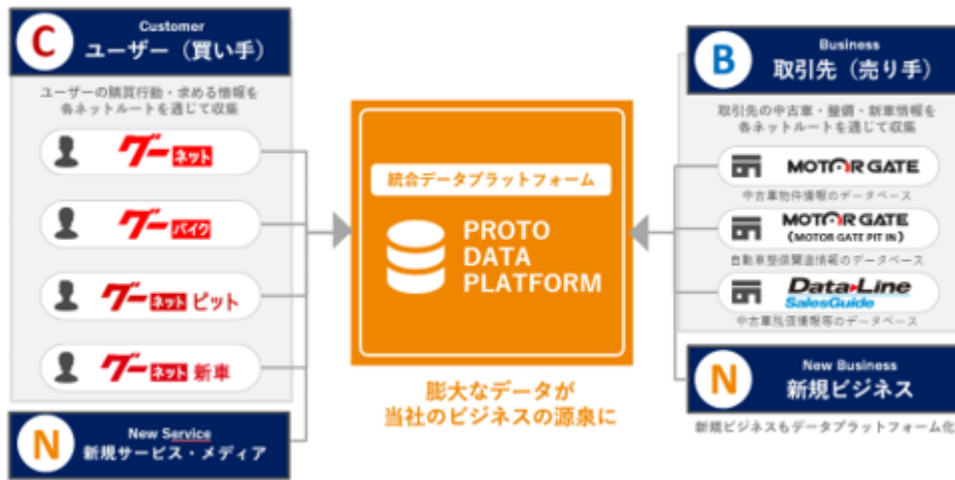 C
Customer
ユーザー（買い手）
ユーザーの購買行動・求める情報を
各ネットルートを通じて収集
グーネット
グーバイク
グーネットピット
グーネット新車
N
New Service
新規サービス・メディア
統合データプラットフォーム
PROTO
DATA
PLATFORM
膨大なデータが
当社のビジネスの源泉に
B
Business
取引先（売り手）
取引先の中古車・整備・新車情報を
各ネットルートを通じて収集
MOTOR GATE
中古車物件情報のデータベース
MOTOR GATE
(MOTOR GATE PIT IN)
自動車整備関連情報のデータベース
Data Line
SalesGuide
中古車残価情報等のデータベース
N
New Business
新規ビジネス
新規ビジネスもデータプラットフォーム化